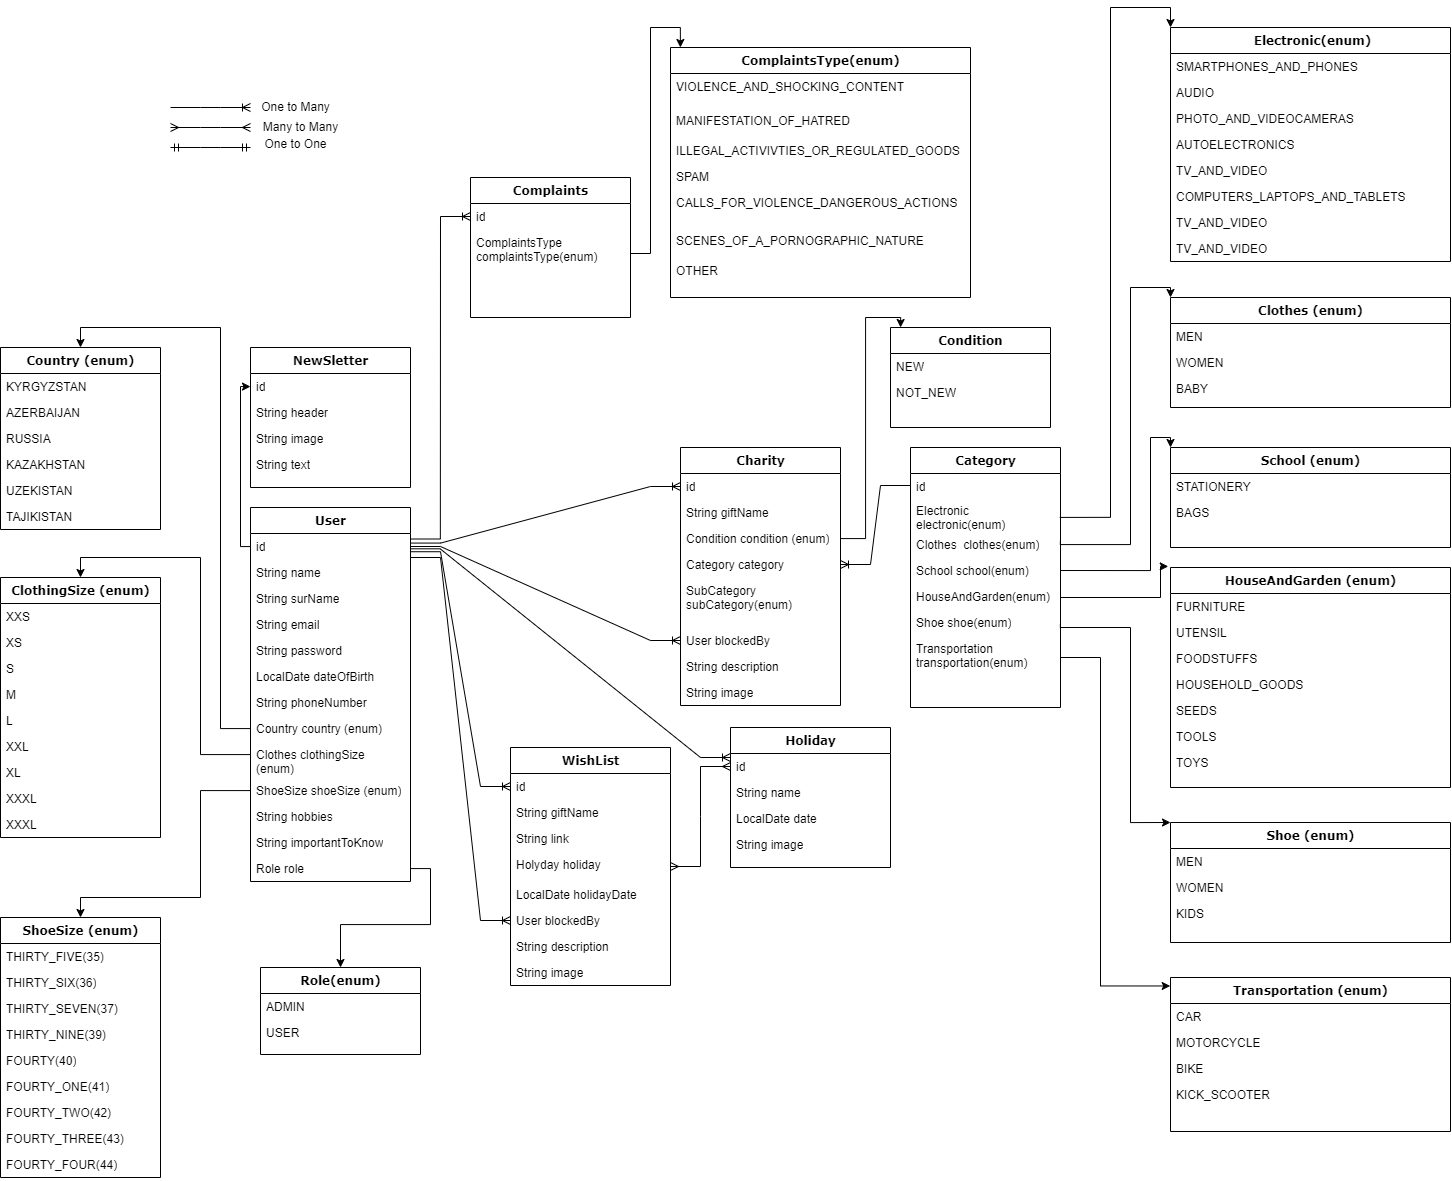 One to Many
Many to Many
One to One
ComplaintsType(enum)
VIOLENCE_AND_SHOCKING_CONTENT
MANIFESTATION_OF_HATRED
ILLEGAL_ACTIVIVTIES_OR_REGULATED_GOODS
SPAM
CALLS_FOR_VIOLENCE_DANGEROUS_ACTIONS
SCENES_OF_A_PORNOGRAPHIC_NATURE
OTHER
Electronic(enum)
SMARTPHONES_AND_PHONES
AUDIO
PHOTO_AND_VIDEOCAMERAS
AUTOELECTRONICS
TV_AND_VIDEO
COMPUTERS_LAPTOPS_AND_TABLETS
TV_AND_VIDEO
TV_AND_VIDEO
Complaints
id
ComplaintsType
complaintsType(enum)
Clothes (enum)
MEN
WOMEN
BABY
Condition
NEW
NOT_NEW
Country (enum)
KYRGYZSTAN
AZERBAIJAN
RUSSIA
KAZAKHSTAN
UZEKISTAN
TAJIKISTAN
NewSletter
id
String header
String image
String text
Charity
id
String giftName
Condition condition (enum)
Category category
SubCategory
subCategory(enum)
User blockedBy
String description
String image
Category
id
Electronic
electronic(enum)
Clothes  clothes(enum)
School school(enum)
HouseAndGarden(enum)
Shoe shoe(enum)
Transportation
transportation(enum)
School (enum)
STATIONERY
BAGS
User
id
String name
String surName
String email
String password
LocalDate dateOfBirth
String phoneNumber
Country country (enum)
Clothes clothingSize
(enum)
ShoeSize shoeSize (enum)
String hobbies
String importantToKnow
Role role
ClothingSize (enum)
XXS
XS
S
M
L
XXL
XL
XXXL
XXXL
HouseAndGarden (enum)
FURNITURE
UTENSIL
FOODSTUFFS
HOUSEHOLD_GOODS
SEEDS
TOOLS
TOYS
Holiday
id
String name
LocalDate date
String image
WishList
id
String giftName
String link
Holyday holiday
LocalDate holidayDate
User blockedBy
String description
String image
Shoe (enum)
MEN
WOMEN
KIDS
ShoeSize (enum)
THIRTY_FIVE(35)
THIRTY_SIX(36)
THIRTY_SEVEN(37)
THIRTY_NINE(39)
FOURTY(40)
FOURTY_ONE(41)
FOURTY_TWO(42)
FOURTY_THREE(43)
FOURTY_FOUR(44)
Role(enum)
ADMIN
USER
Transportation (enum)
CAR
MOTORCYCLE
BIKE
KICK_SCOOTER